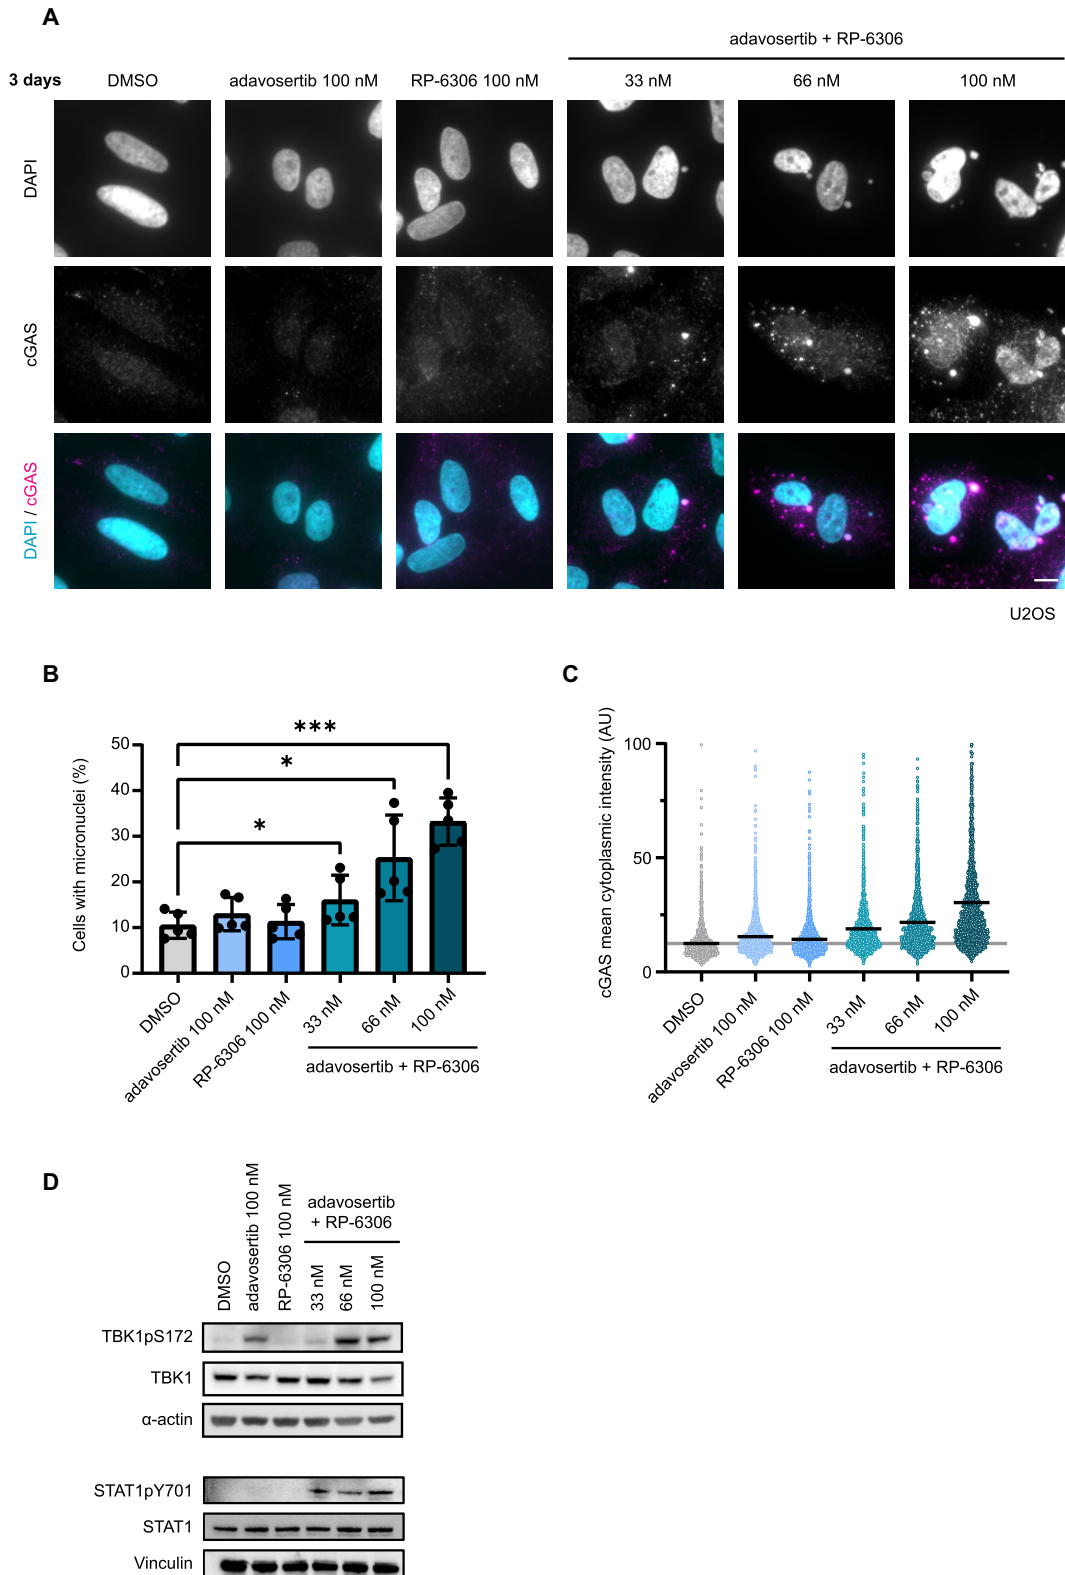 A
adavosertib + RP-6306
3 days DMSO adavosertib 100 nM RP-6306 100 nM 33 nM 66 nM 100 nM
DAPI
cGAS
DAPI / cGAS
U2OS
B
Cells with micronuclei (%)
50
40
30
20
10
0
***
*
*
DMSO
adavosertib 100 nM
RP-6306 100 nM
33 nM
66 nM
100 nM
adavosertib + RP-6306
C
cGAS mean cytoplasmic intensity (AU)
100
50
0
DMSO
adavosertib 100 nM
RP-6306 100 nM
33 nM
66 nM
100 nM
adavosertib + RP-6306
D
DMSO
adavosertib 100 nM
RP-6306 100 nM
adavosertib
+ RP-6306
33 nM
66 nM
100 nM
TBK1pS172
TBK1
α-actin
STAT1pY701
STAT1
Vinculin